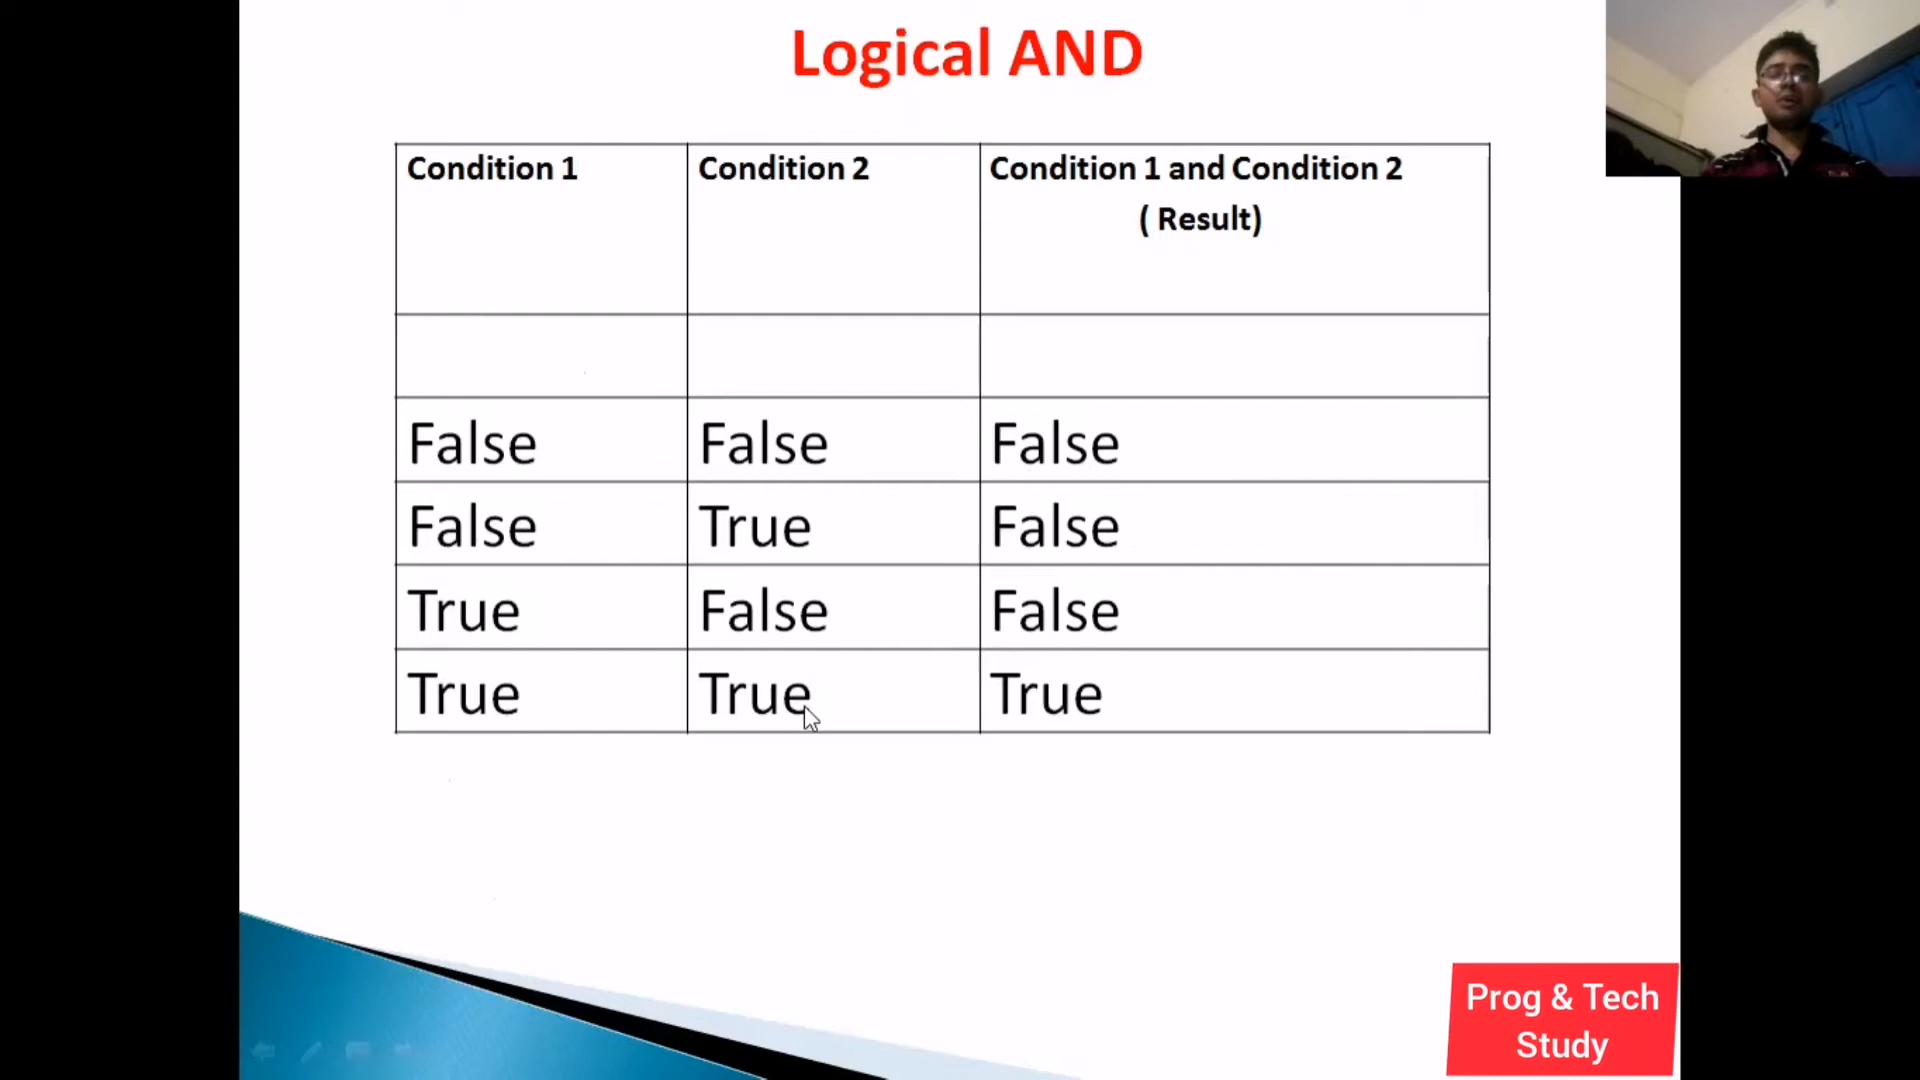 Logical AND
Condition 1 Condition 2 Condition 1 and Condition 2
( Result)
False False False
False True False
True False False
True True True
Prog & Tech
Study